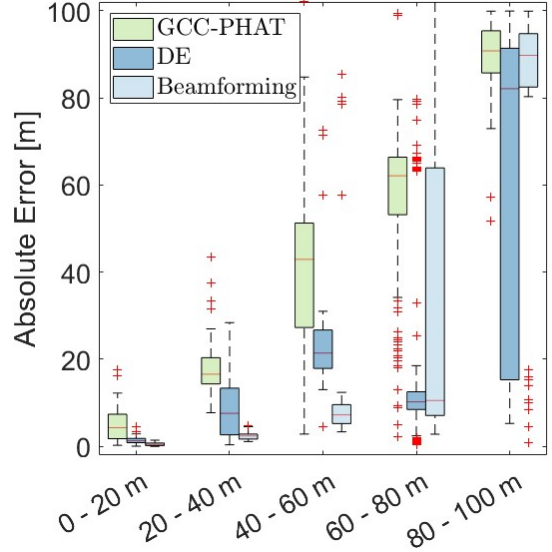 100
80
60
40
20
0
Absolute Error [m]
GCC-PHAT
DE
Beamforming
0 - 20 m
20 - 40 m
40 - 60 m
60 - 80 m
80 - 100 m